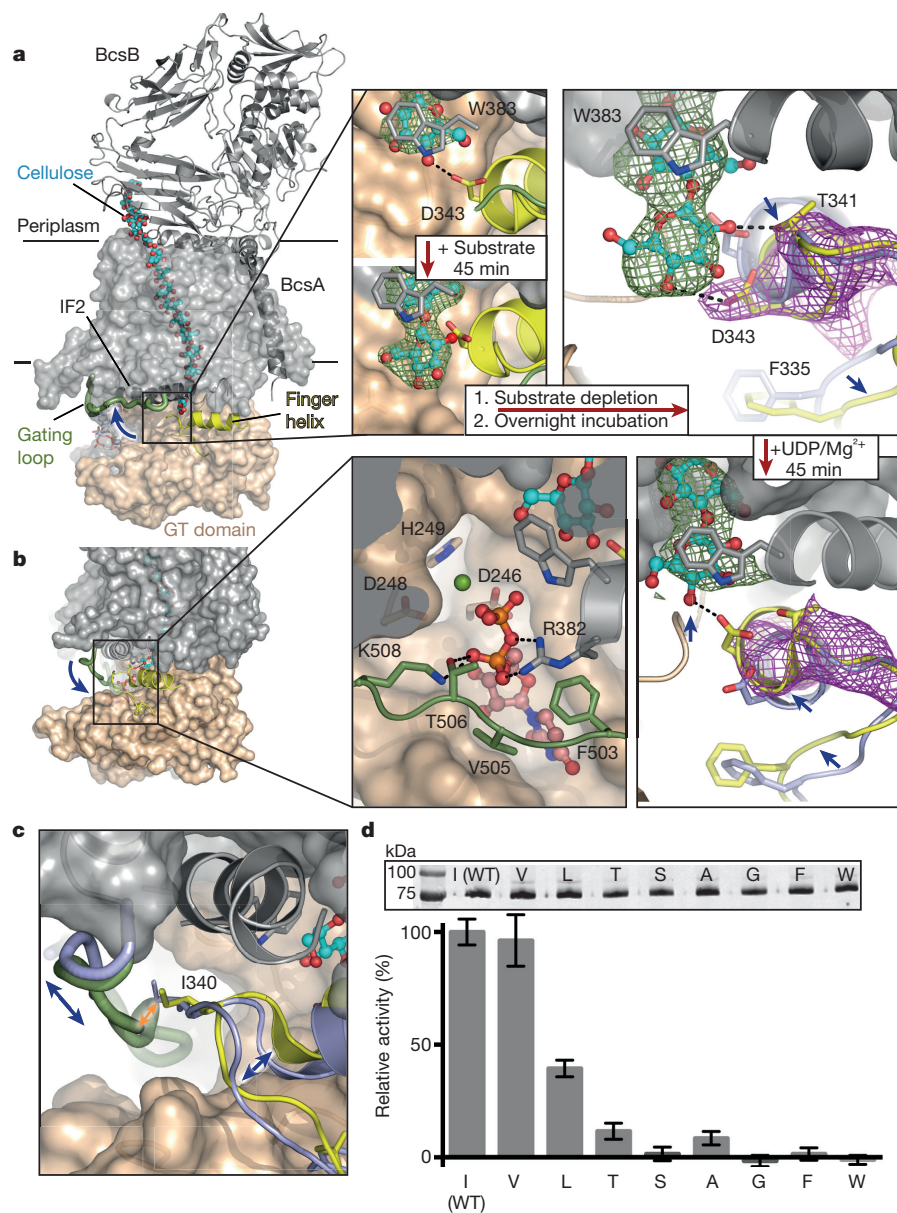 a
BcsB
Cellulose
Periplasm
BcsA
IF2
Gating
loop
Finger
helix
GT domain
W383
D343
+ Substrate
45 min
W383
T341
D343
F335
1. Substrate depletion
2. Overnight incubation
+UDP/Mg²⁺
45 min
b
H249
D248
D246
K508
R382
T506
V505
F503
c
I340
d
kDa
100
75
I (WT) V L T S A G F W
Relative activity (%)
100
50
0
I V L T S A G F W
(WT)